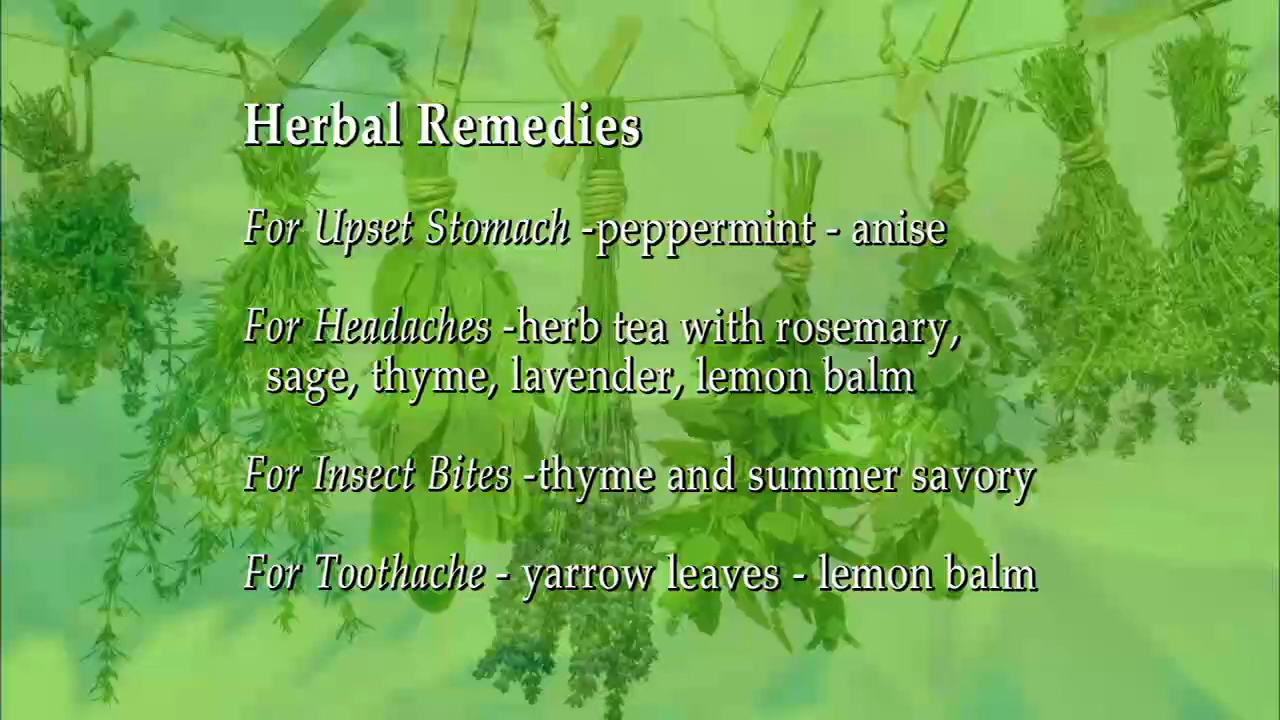 Herbal Remedies
For Upset Stomach -peppermint - anise
For Headaches -herb tea with rosemary,
sage, thyme, lavender, lemon balm
For Insect Bites -thyme and summer savory
For Toothache - yarrow leaves - lemon balm